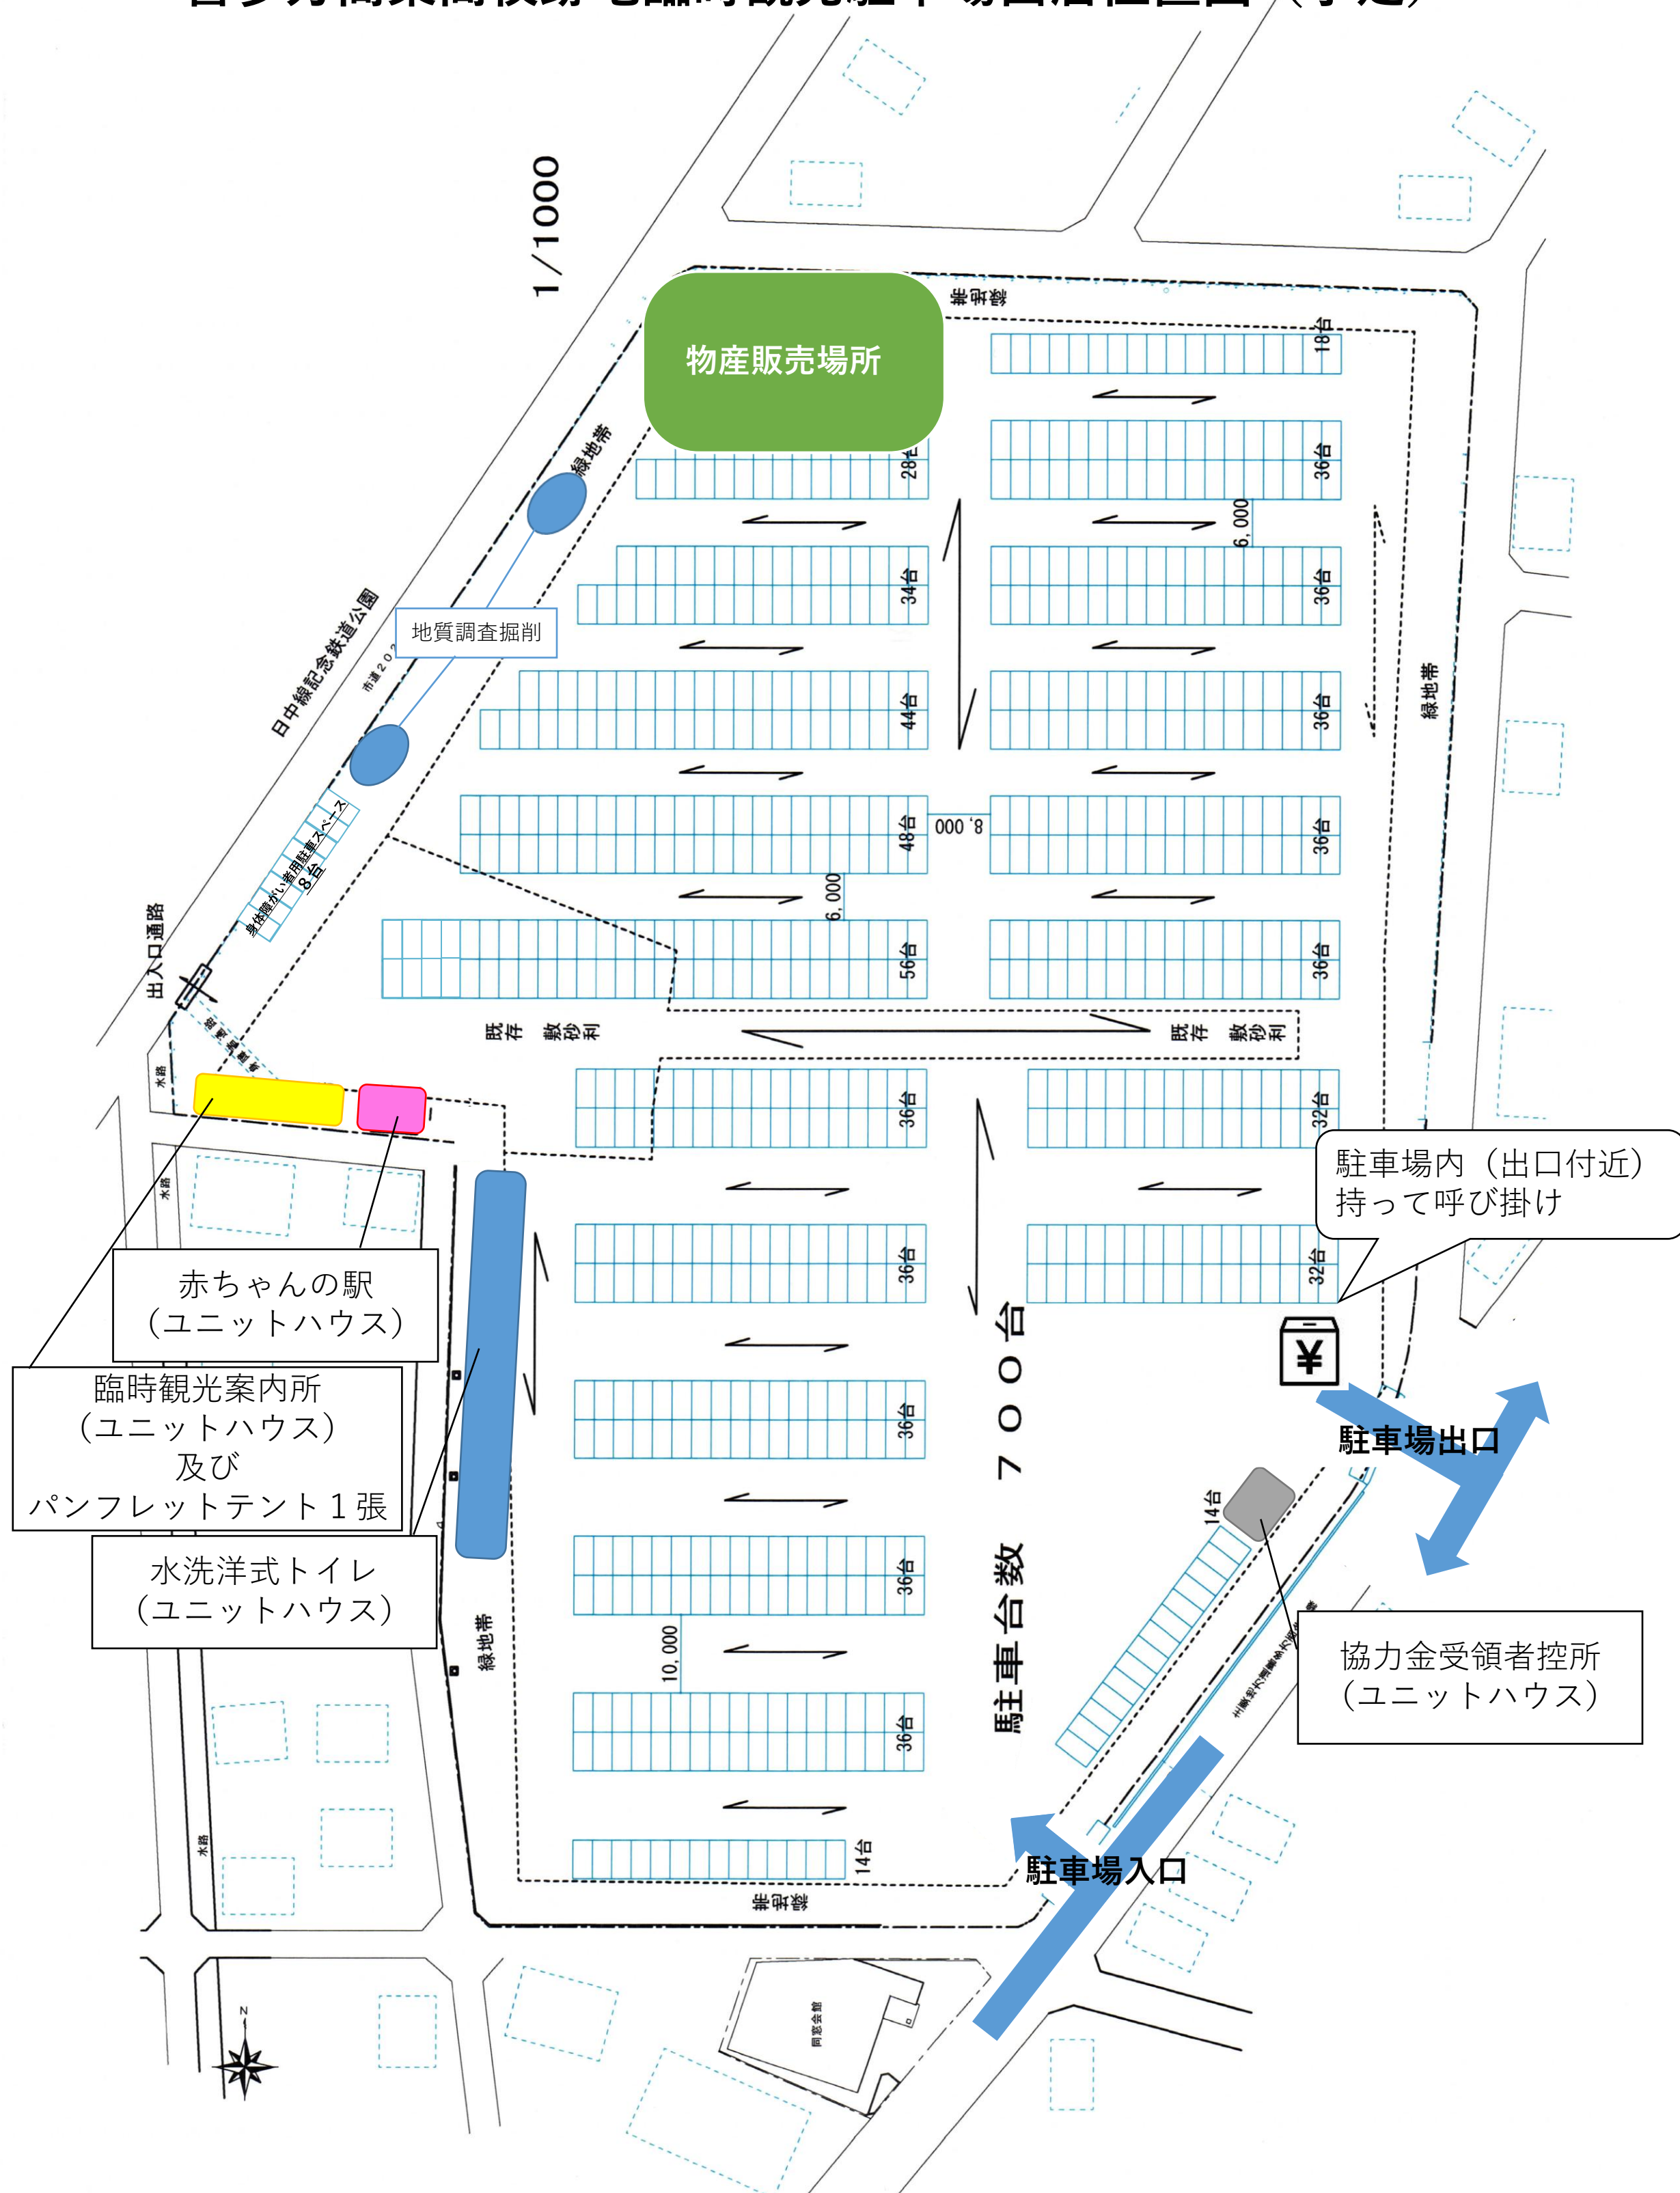 1/1000
緑地帯
物産販売場所
18台
緑地帯
28台
36台
6,000
34台
36台
地質調査掘削
日中線記念鉄道公園
44台
36台
緑地帯
身体障がい者用駐車スペース
8台
48台
8,000
36台
6,000
出入口通路
56台
36台
既存 敷砂利
既存 敷砂利
水路
36台
32台
駐車場内（出口付近）
持って呼び掛け
水路
36台
32台
赤ちゃんの駅
（ユニットハウス）
¥
臨時観光案内所
（ユニットハウス）
及び
パンフレットテント１張
36台
駐車場出口
14台
水洗洋式トイレ
（ユニットハウス）
36台
駐車台数 700台
緑地帯
10,000
36台
協力金受領者控所
（ユニットハウス）
水路
14台
駐車場入口
緑地帯
同窓会館
N